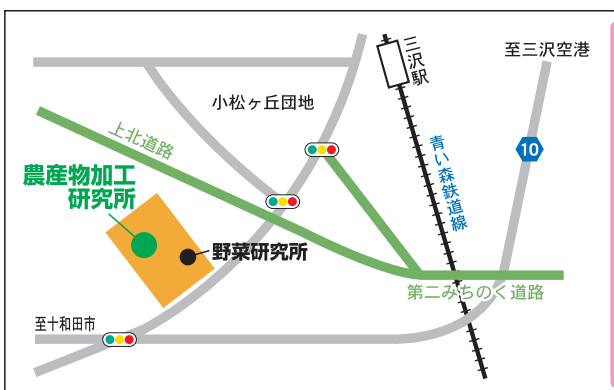 三沢駅
至三沢空港
小松ヶ丘団地
10
上北道路
青い森鉄道線
農産物加工
研究所
野菜研究所
第二みちのく道路
至十和田市